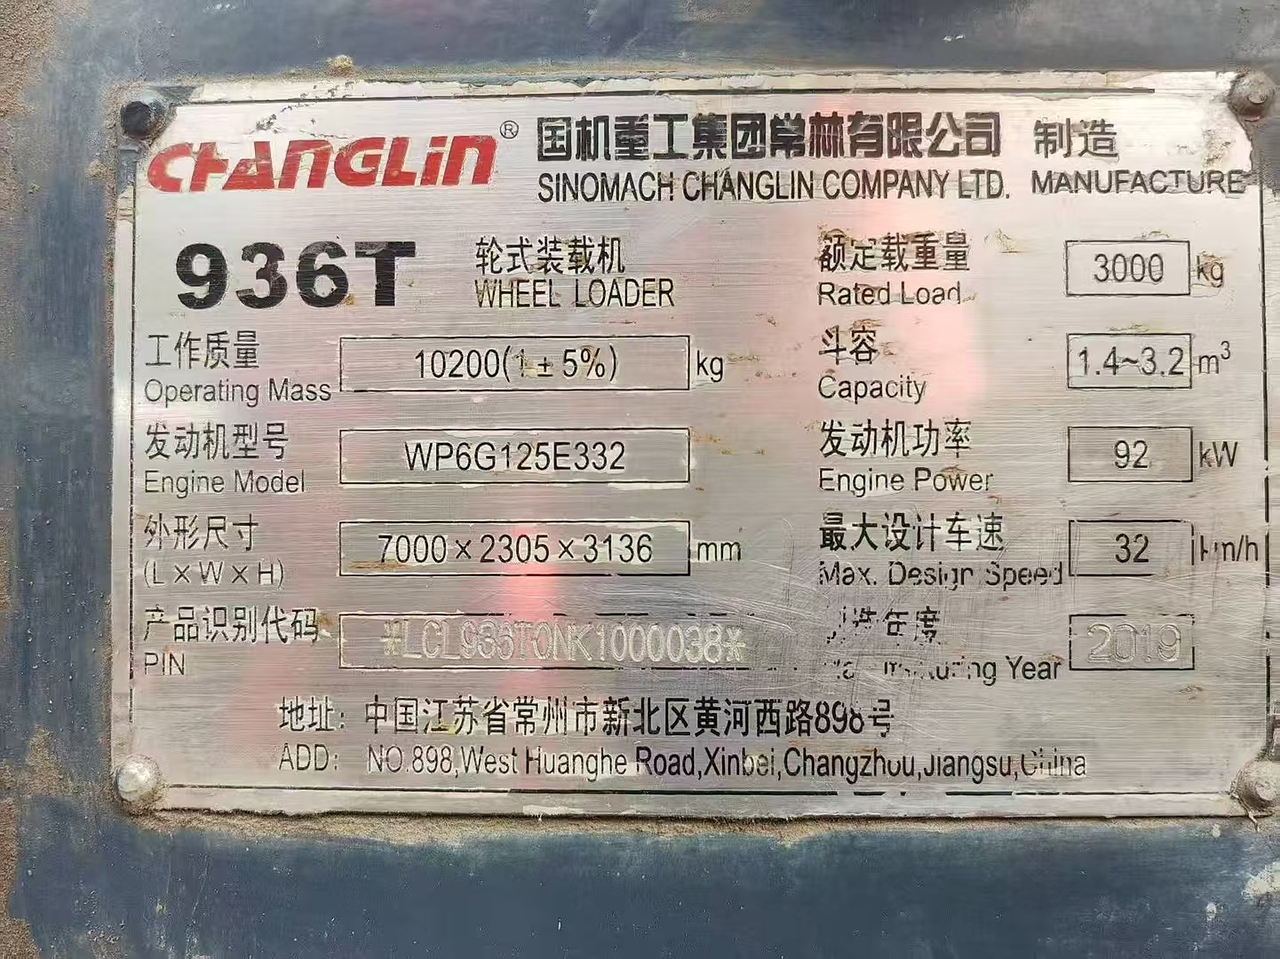 CHANGLIN® 国机重工集团常林有限公司 制造
SINOMACH CHANGLIN COMPANY LTD. MANUFACTURE
936T 轮式装载机 额定载重量 3000 kg
WHEEL LOADER Rated Load
工作质量 10200(1±5%) kg 斗容 1.4~3.2 m³
Operating Mass Capacity
发动机型号 WP6G125E332 发动机功率 92 kW
Engine Model Engine Power
外形尺寸 7000×2305×3136 mm 最大设计车速 32 km/h
(L×W×H) Max. Design Speed
产品识别代码 *LCL936T0NK1000038* 制造年度 2019
PIN Manufacturing Year
地址: 中国江苏省常州市新北区黄河西路898号
ADD: NO.898,West Huanghe Road,Xinbei,Changzhou,Jiangsu,China